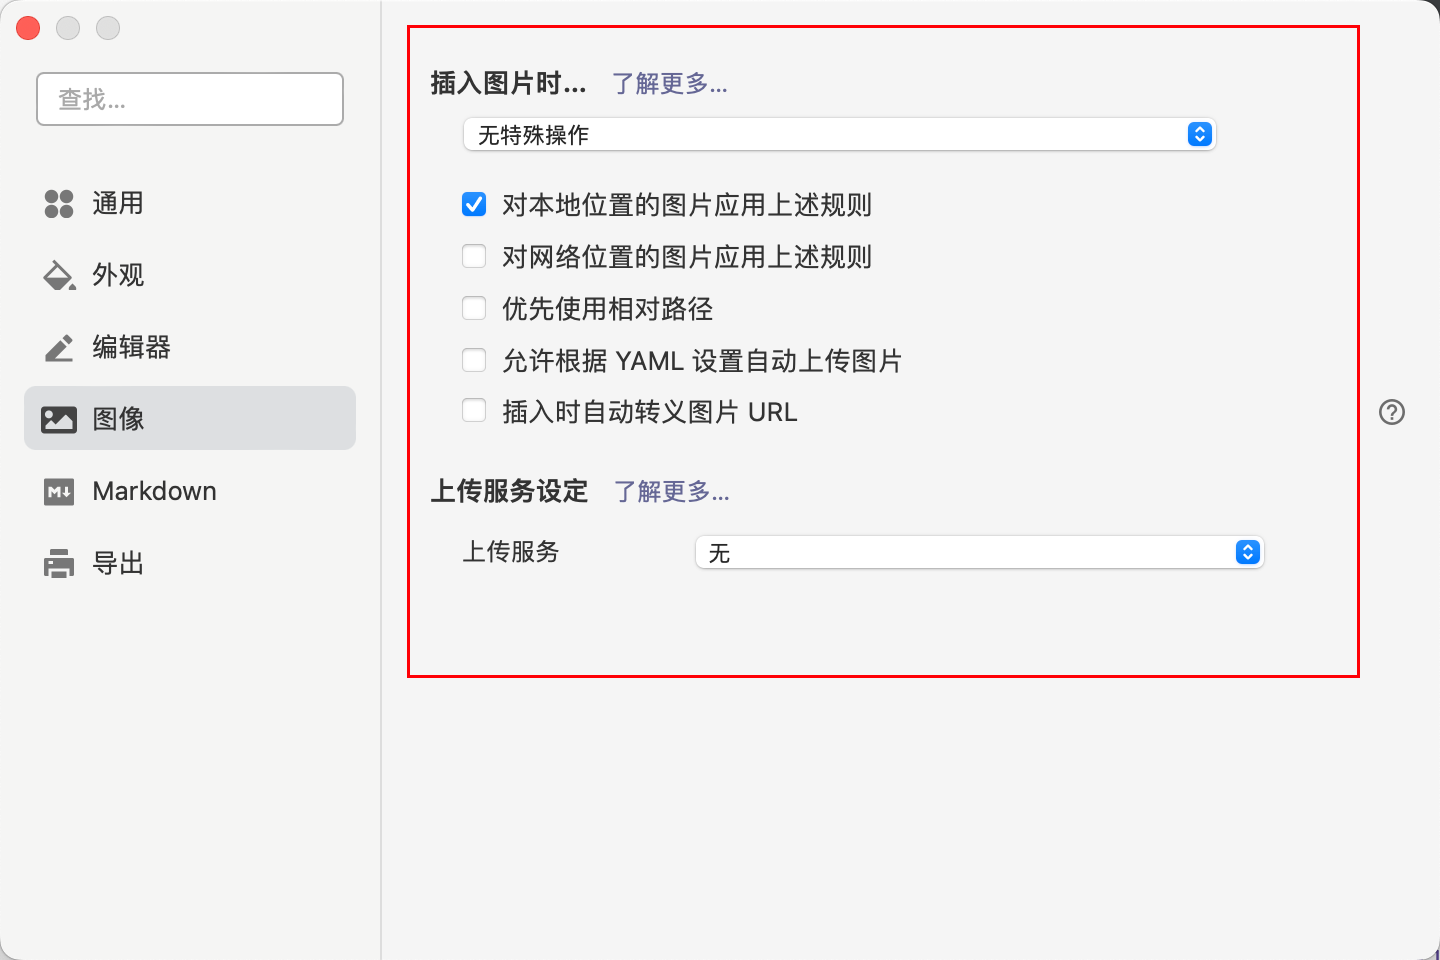 查找...
通用
外观
编辑器
图像
Markdown
导出
插入图片时... 了解更多...
无特殊操作
对本地位置的图片应用上述规则
对网络位置的图片应用上述规则
优先使用相对路径
允许根据 YAML 设置自动上传图片
插入时自动转义图片 URL
上传服务设定 了解更多...
上传服务 无